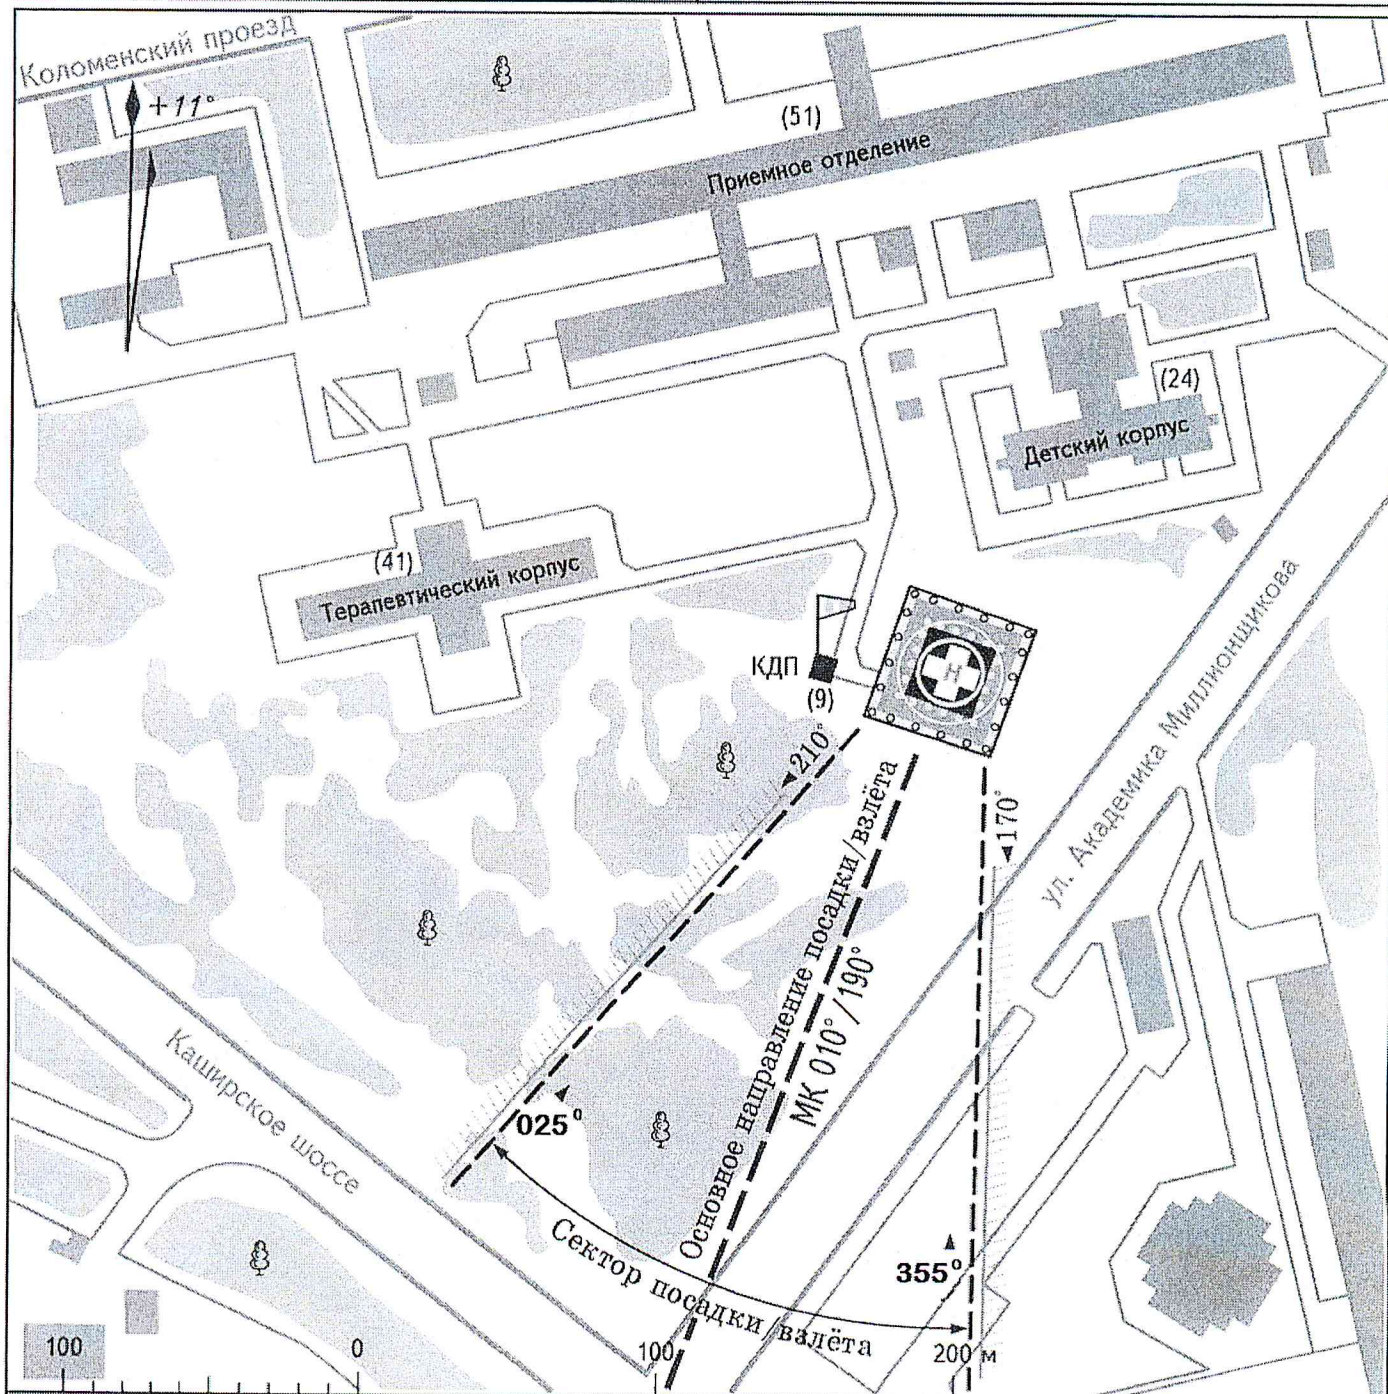 Коломенский проезд
+11°
(51)
Приемное отделение
(24)
Детский корпус
(41)
Терапевтический корпус
КДП
(9)
H
210°
170°
ул. Академика Миллионщикова
Основное направление посадки/взлёта
МК 010°/190°
Каширское шоссе
025°
355°
Сектор посадки/взлёта
100
0
100
200 м